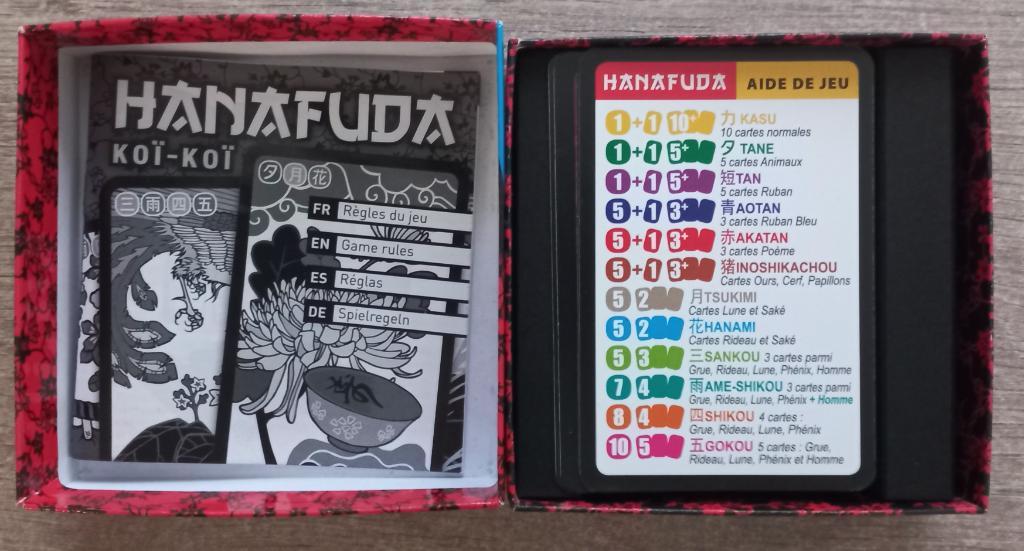 HANAFUDA
KOÏ-KOÏ
夕月花
三雨四五
FR Règles du jeu
EN Game rules
ES Réglas
DE Spielregeln
HANAFUDA AIDE DE JEU
1+1 10+ 力 KASU
10 cartes normales
1+1 5+ 夕 TANE
5 cartes Animaux
1+1 5+ 短TAN
5 cartes Ruban
5+1 3+ 青AOTAN
3 cartes Ruban Bleu
5+1 3+ 赤AKATAN
3 cartes Poème
5+1 3+ 猪INOSHIKACHOU
Cartes Ours, Cerf, Papillons
5 2 月TSUKIMI
Cartes Lune et Saké
5 2 花HANAMI
Cartes Rideau et Saké
5 3 三SANKOU 3 cartes parmi
Grue, Rideau, Lune, Phénix, Homme
7 4 雨AME-SHIKOU 3 cartes parmi
Grue, Rideau, Lune, Phénix + Homme
8 4 四SHIKOU 4 cartes :
Grue, Rideau, Lune, Phénix
10 5 五GOKOU 5 cartes : Grue,
Rideau, Lune, Phénix et Homme